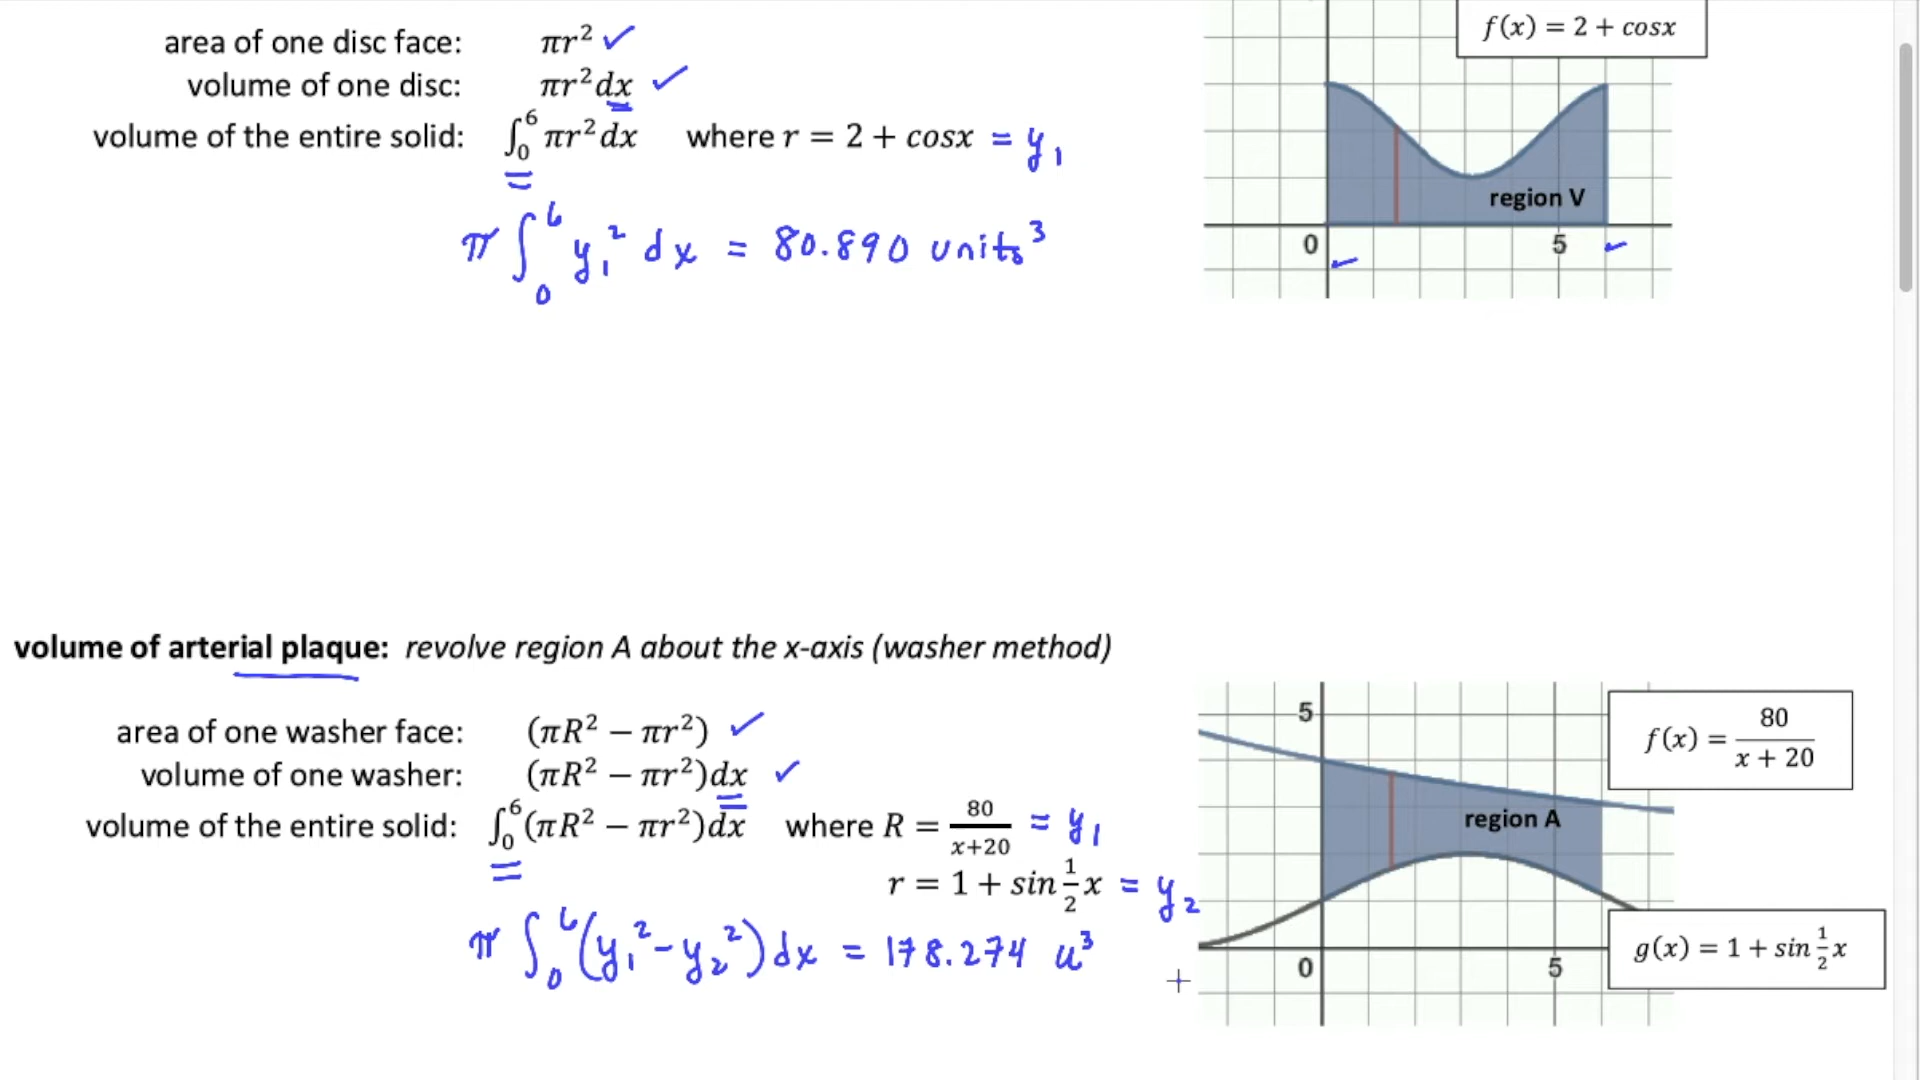 area of one disc face: πr² ✓
volume of one disc: πr²dx ✓
volume of the entire solid: ∫₀⁶ πr²dx where r = 2 + cosx = y₁
π ∫₀⁶ y₁² dx = 80.890 units³
f(x) = 2 + cosx
region V
0 5
volume of arterial plaque: revolve region A about the x-axis (washer method)
area of one washer face: (πR² − πr²) ✓
volume of one washer: (πR² − πr²)dx ✓
volume of the entire solid: ∫₀⁶(πR² − πr²)dx where R = 80/(x+20) = y₁
r = 1 + sin½x = y₂
π ∫₀⁶ (y₁² − y₂²) dx = 178.274 u³
5
f(x) = 80/(x + 20)
region A
g(x) = 1 + sin½x
0 5